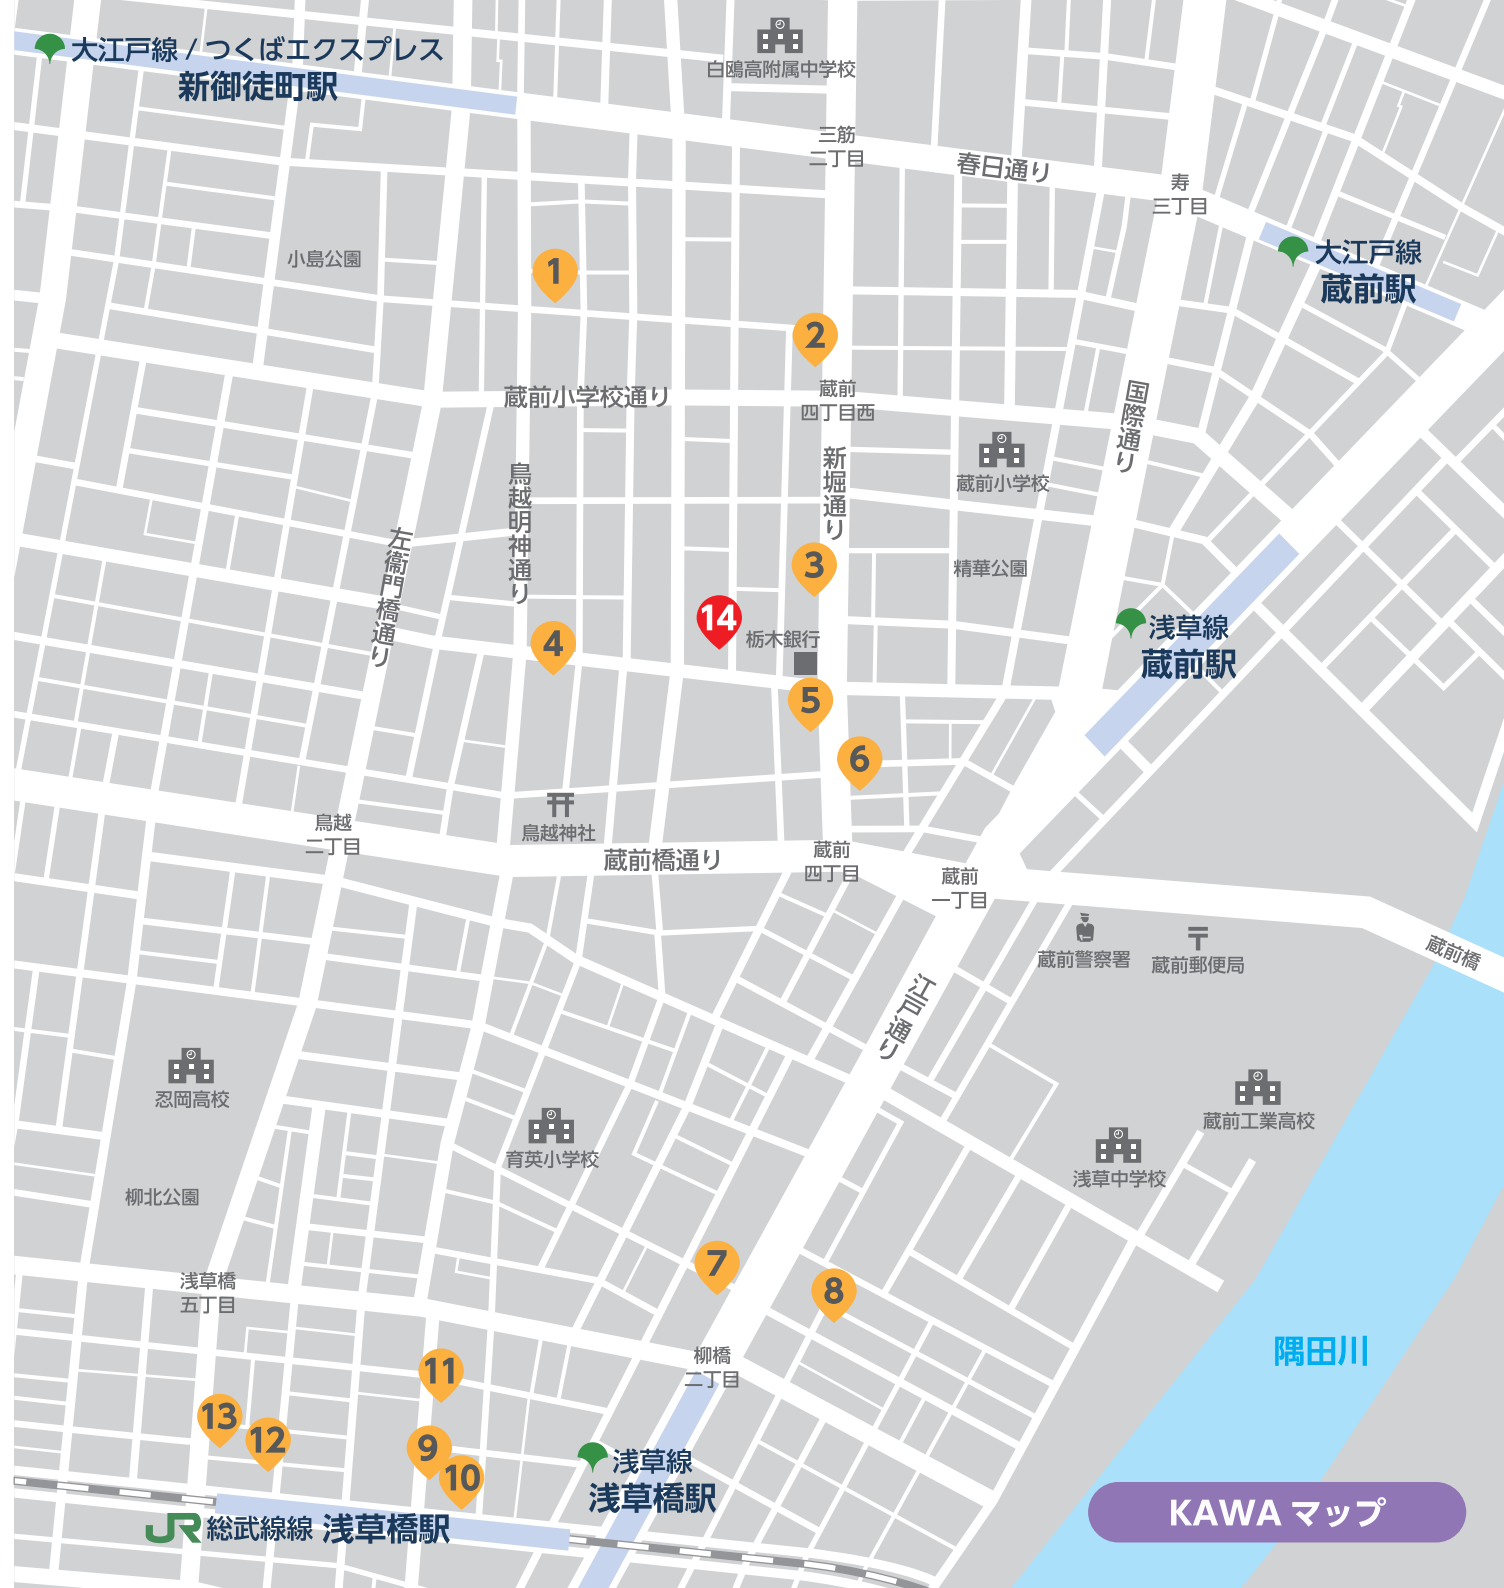 大江戸線 / つくばエクスプレス
新御徒町駅
白鴎高附属中学校
三筋
二丁目
春日通り
寿
三丁目
大江戸線
蔵前駅
小島公園
1
2
蔵前小学校通り
蔵前
四丁目西
国際通り
新堀通り
蔵前小学校
鳥越明神通り
左衞門橋通り
精華公園
3
14
4
栃木銀行
浅草線
蔵前駅
5
6
鳥越
二丁目
鳥越神社
蔵前橋通り
蔵前
四丁目
蔵前
一丁目
蔵前警察署
蔵前郵便局
蔵前橋
江戸通り
忍岡高校
育英小学校
蔵前工業高校
浅草中学校
柳北公園
浅草橋
五丁目
7
8
隅田川
柳橋
二丁目
11
13
12
9
10
浅草線
浅草橋駅
JR 総武線線 浅草橋駅
KAWA マップ